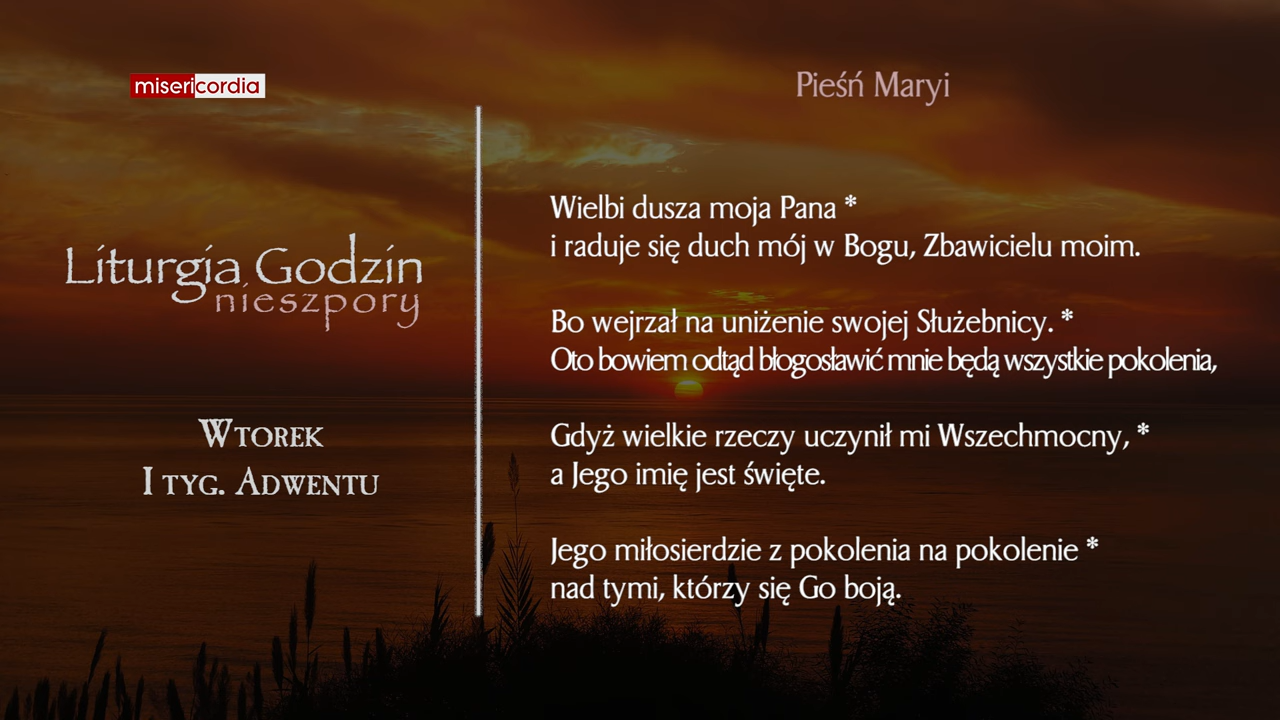 misericordia
Liturgia Godzin
nieszpory
Wtorek
I tyg. Adwentu
Pieśń Maryi
Wielbi dusza moja Pana *
i raduje się duch mój w Bogu, Zbawicielu moim.
Bo wejrzał na uniżenie swojej Służebnicy. *
Oto bowiem odtąd błogosławić mnie będą wszystkie pokolenia,
Gdyż wielkie rzeczy uczynił mi Wszechmocny, *
a Jego imię jest święte.
Jego miłosierdzie z pokolenia na pokolenie *
nad tymi, którzy się Go boją.